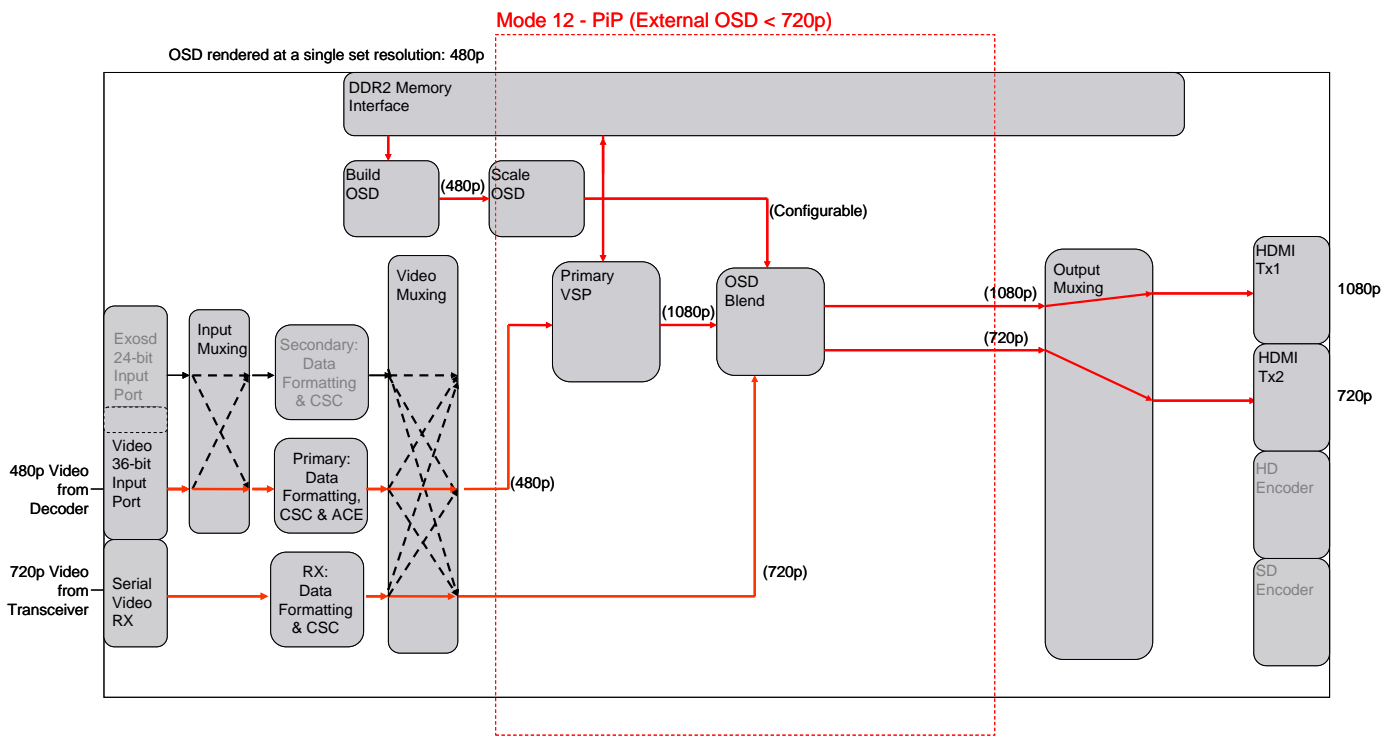 Mode 12 - PiP (External OSD < 720p)
OSD rendered at a single set resolution: 480p
DDR2 Memory
Interface
Build
OSD
(480p)
Scale
OSD
(Configurable)
Video
Muxing
Primary
VSP
(1080p)
OSD
Blend
(1080p)
(720p)
Output
Muxing
HDMI
Tx1
1080p
HDMI
Tx2
720p
HD
Encoder
SD
Encoder
Exosd
24-bit
Input
Port
Input
Muxing
Secondary:
Data
Formatting
& CSC
480p Video
from
Decoder
Video
36-bit
Input
Port
Primary:
Data
Formatting,
CSC & ACE
(480p)
720p Video
from
Transceiver
Serial
Video
RX
RX:
Data
Formatting
& CSC
(720p)